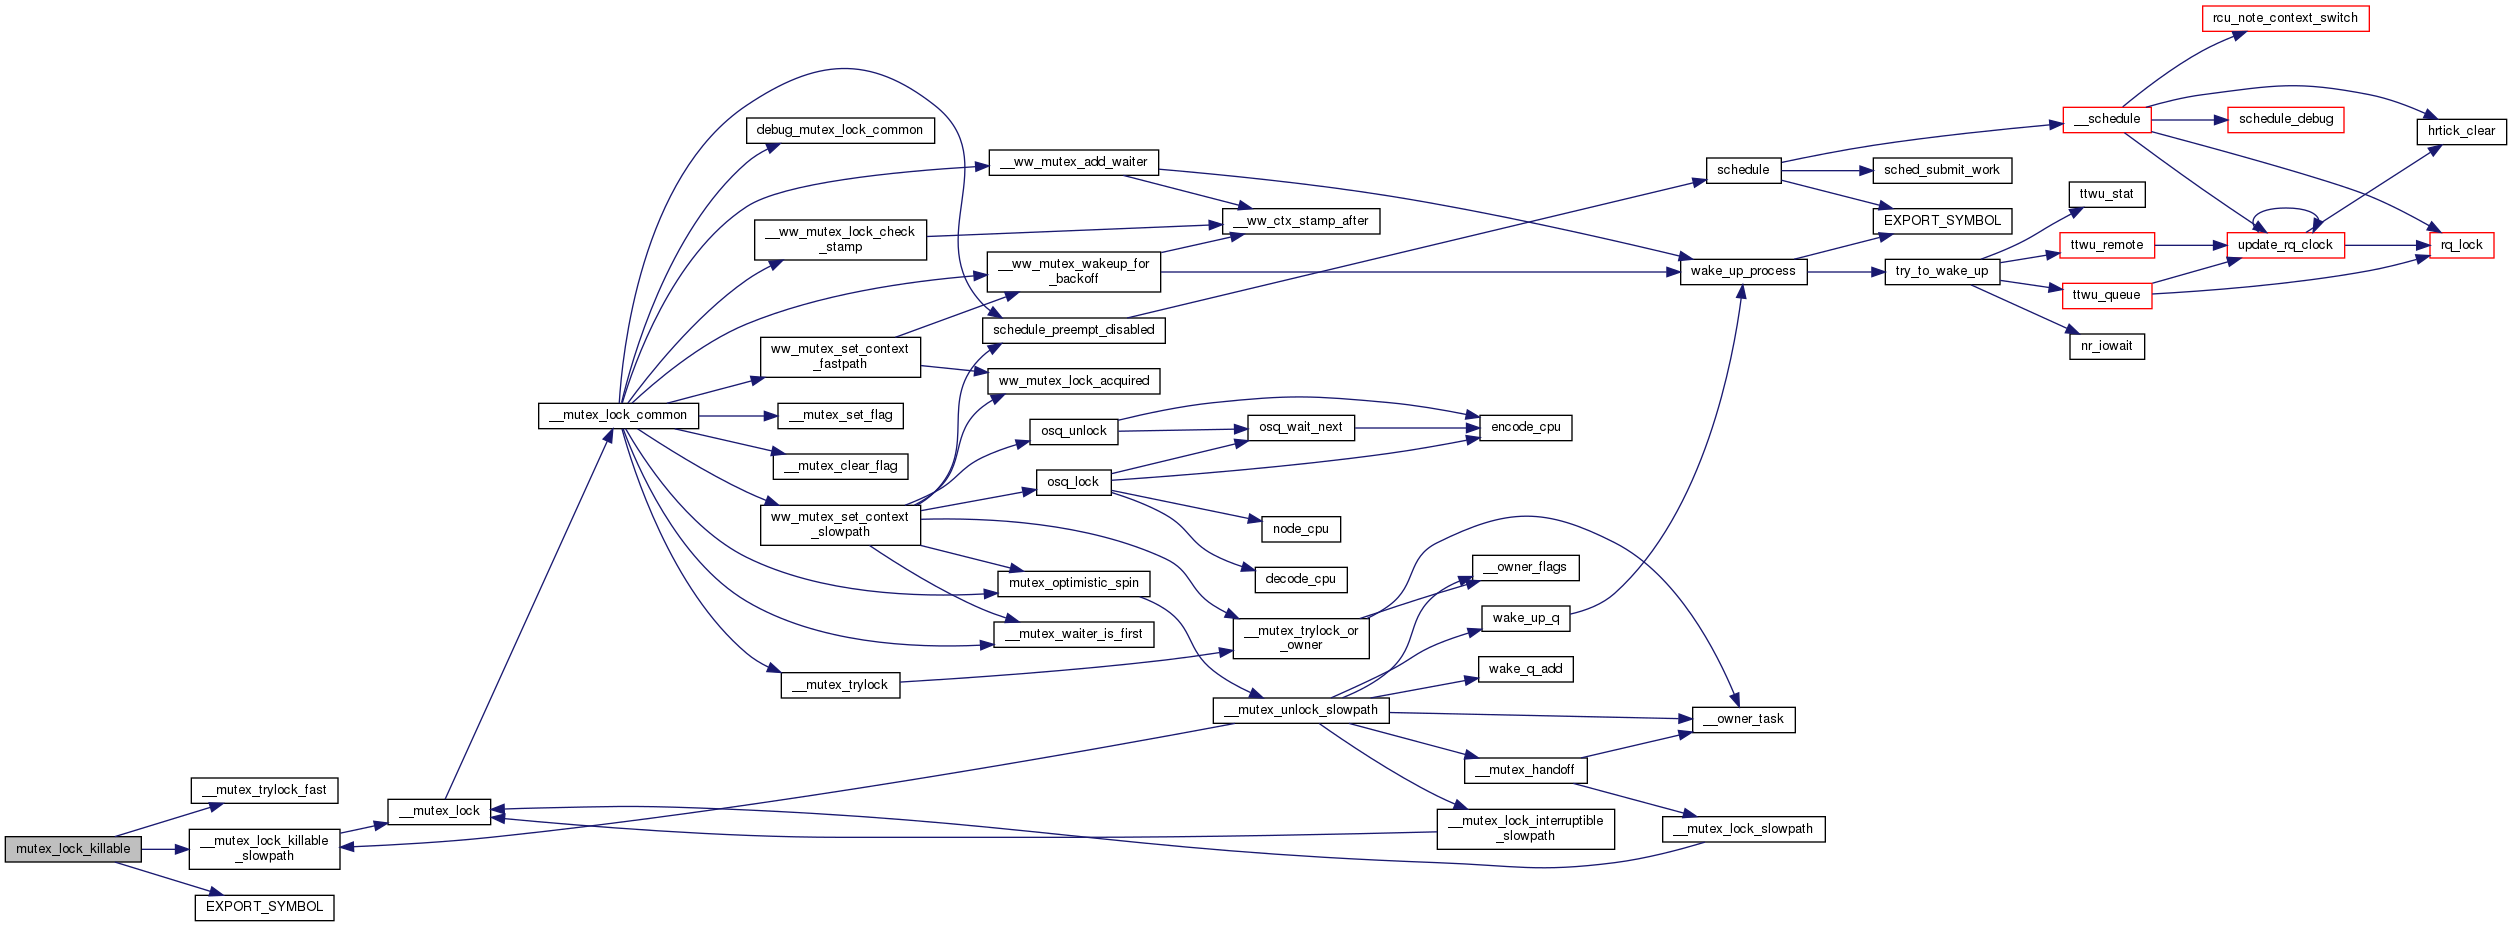 rcu_note_context_switch
debug_mutex_lock_common
__schedule
schedule_debug
hrtick_clear
__ww_mutex_add_waiter
schedule
sched_submit_work
ttwu_stat
__ww_mutex_lock_check
_stamp
__ww_ctx_stamp_after
EXPORT_SYMBOL
ttwu_remote
update_rq_clock
rq_lock
__ww_mutex_wakeup_for
_backoff
wake_up_process
try_to_wake_up
ttwu_queue
schedule_preempt_disabled
nr_iowait
ww_mutex_set_context
_fastpath
ww_mutex_lock_acquired
__mutex_lock_common
__mutex_set_flag
osq_unlock
osq_wait_next
encode_cpu
__mutex_clear_flag
osq_lock
ww_mutex_set_context
_slowpath
node_cpu
mutex_optimistic_spin
decode_cpu
__owner_flags
__mutex_waiter_is_first
__mutex_trylock_or
_owner
wake_up_q
__mutex_trylock
wake_q_add
__mutex_unlock_slowpath
__owner_task
__mutex_handoff
__mutex_trylock_fast
__mutex_lock
__mutex_lock_interruptible
_slowpath
__mutex_lock_slowpath
mutex_lock_killable
__mutex_lock_killable
_slowpath
EXPORT_SYMBOL